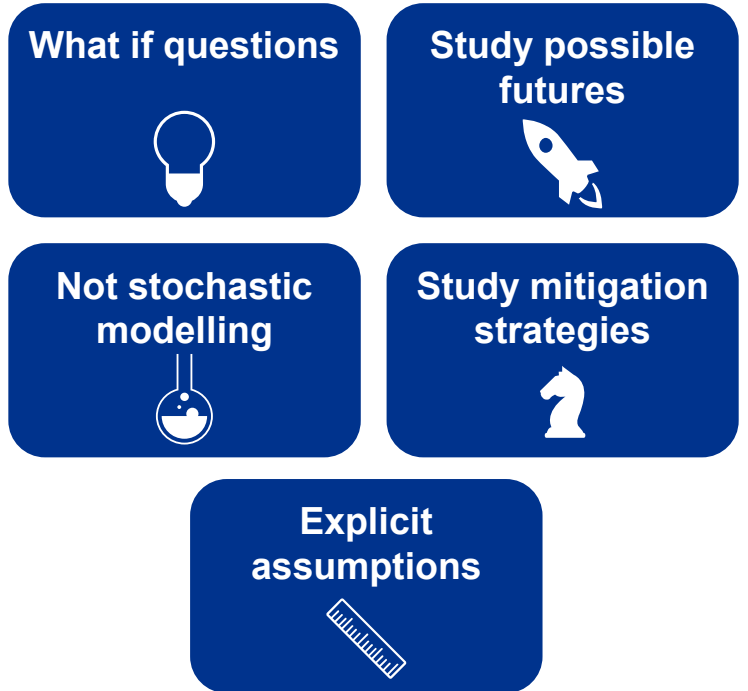 What if questions
Study possible
futures
Not stochastic
modelling
Study mitigation
strategies
Explicit
assumptions